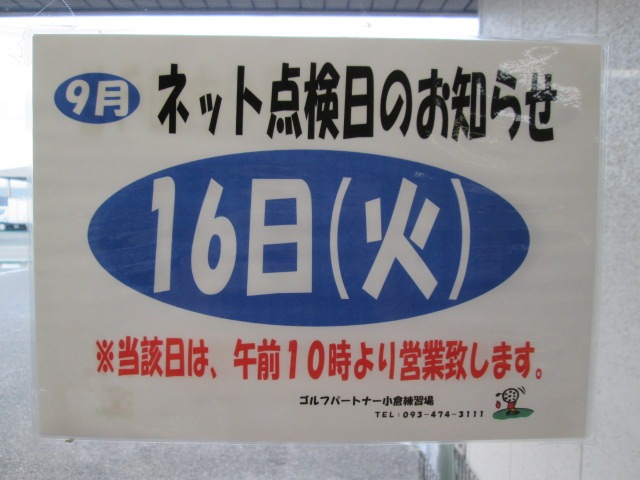 9月 ネット点検日のお知らせ
16日(火)
※当該日は、午前10時より営業致します。
ゴルフパートナー小倉練習場
TEL:093-474-3111